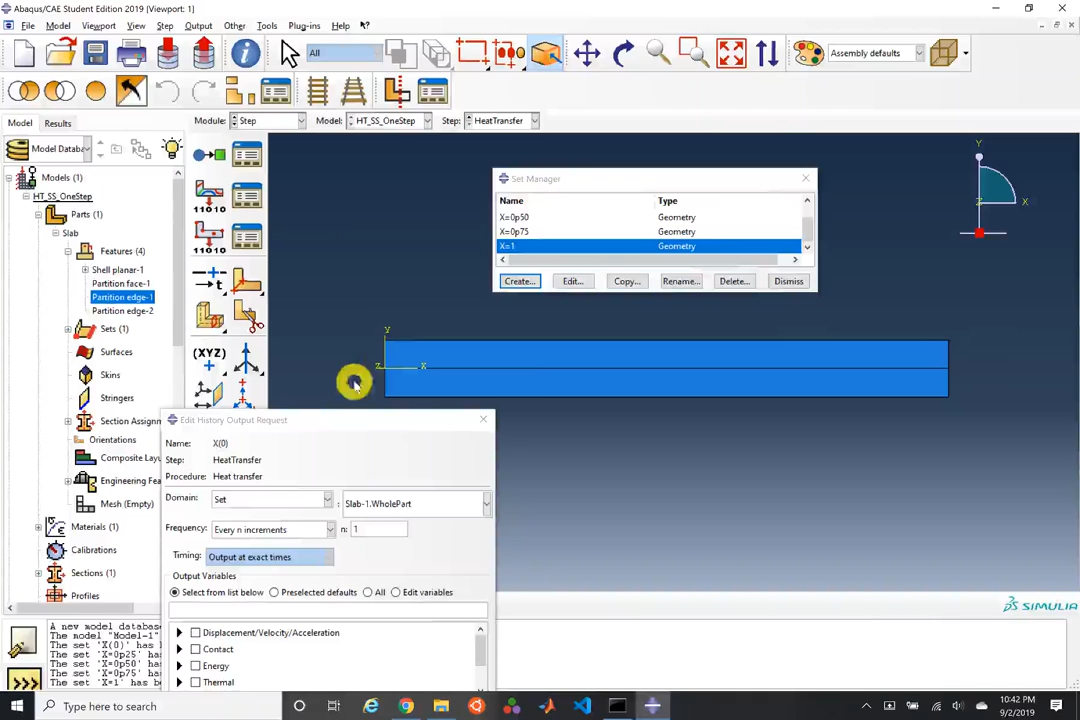 Abaqus/CAE Student Edition 2019 [Viewport: 1]
File Model Viewport View Step Output Other Tools Plug-ins Help
All
Assembly defaults
Model Results
Module: Step Model: HT_SS_OneStep Step: HeatTransfer
Model Databa
Models (1)
HT_SS_OneStep
Parts (1)
Slab
Features (4)
Shell planar-1
Partition face-1
Partition edge-1
Partition edge-2
Sets (1)
Surfaces
Skins
Stringers
Section Assignm
Orientations
Composite Layu
Engineering Fea
Mesh (Empty)
Materials (1)
Calibrations
Sections (1)
Profiles
11010
11010
t
(XYZ)
Set Manager
Name Type
X=0p50 Geometry
X=0p75 Geometry
X=1 Geometry
Create... Edit... Copy... Rename... Delete... Dismiss
Y
Z X
Y
Z X
Edit History Output Request
Name: X(0)
Step: HeatTransfer
Procedure: Heat transfer
Domain: Set : Slab-1.WholePart
Frequency: Every n increments n: 1
Timing: Output at exact times
Output Variables
Select from list below Preselected defaults All Edit variables
Displacement/Velocity/Acceleration
Contact
Energy
Thermal
SIMULIA
A new model database
The model "Model-1"
The set 'X(0)' has
The set 'X=0p25' has
The set 'X=0p50' has
The set 'X=0p75' has
The set 'X=1' has be
>>>
Type here to search
10:42 PM
9/2/2019